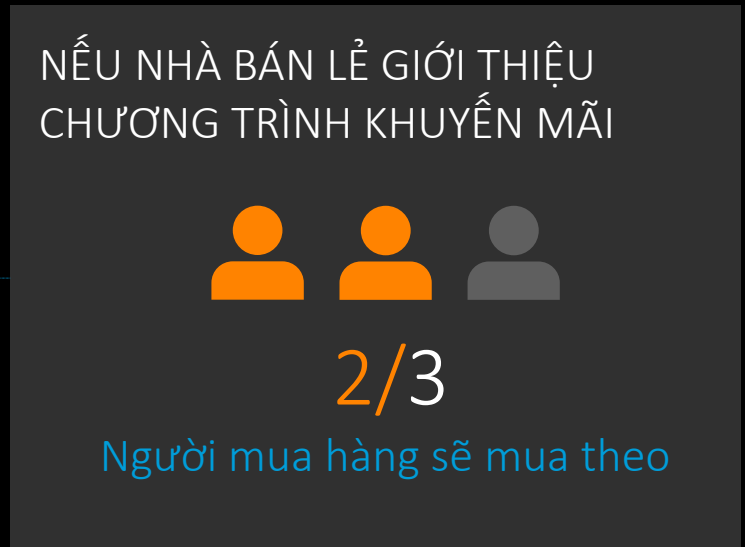 NẾU NHÀ BÁN LẺ GIỚI THIỆU
CHƯƠNG TRÌNH KHUYẾN MÃI
2/3
Người mua hàng sẽ mua theo